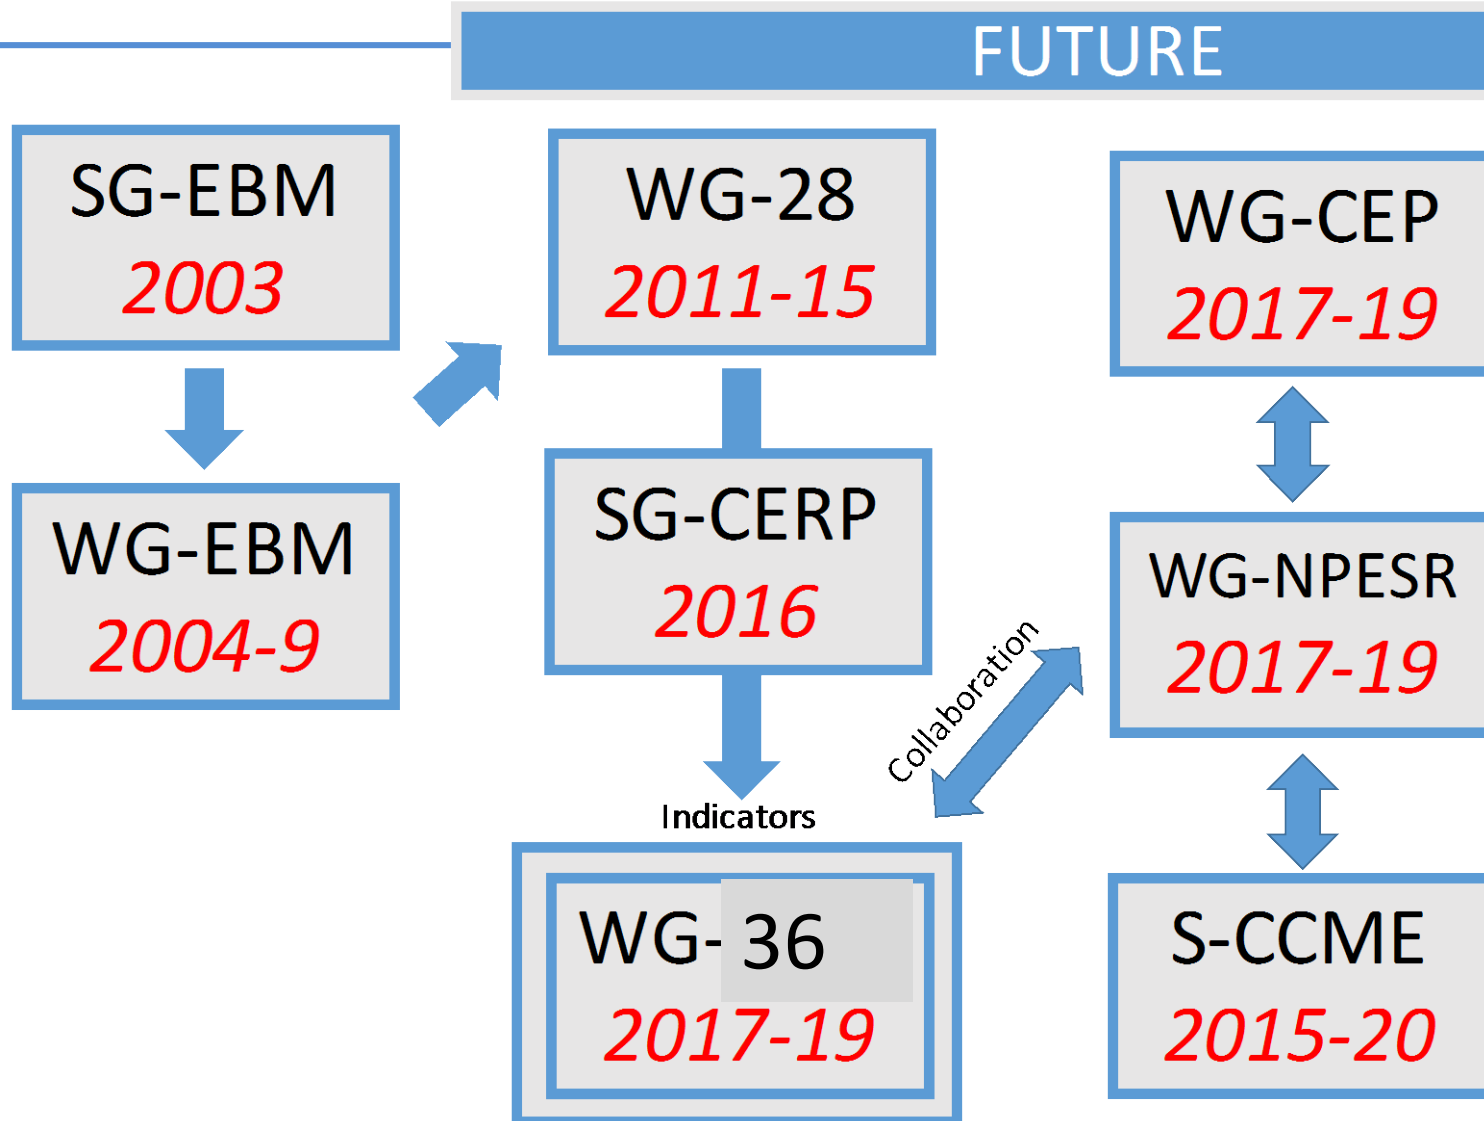 FUTURE
SG-EBM
2003
WG-EBM
2004-9
WG-28
2011-15
SG-CERP
2016
Indicators
WG-36
2017-19
Collaboration
WG-CEP
2017-19
WG-NPESR
2017-19
S-CCME
2015-20